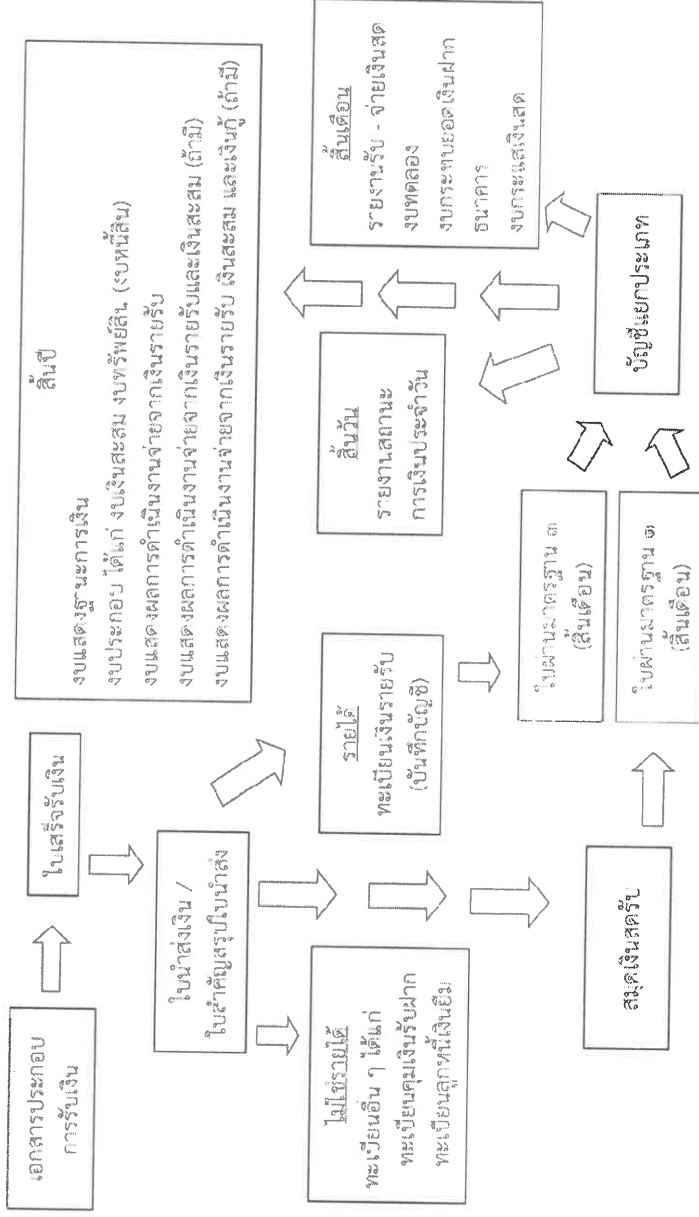 เอกสารประกอบ
การรับเงิน
ใบเสร็จรับเงิน
ใบนำส่งเงิน /
ใบสำคัญสรุปใบนำส่ง
ไม่ใช่รายได้
ทะเบียนอื่น ๆ ได้แก่
ทะเบียนคุมเงินรับฝาก
ทะเบียนลูกหนี้เงินยืม
รายได้
ทะเบียนเงินรายรับ
(บันทึกบัญชี)
สมุดเงินสดรับ
ใบผ่านมาตรฐาน ๓
(สิ้นเดือน)
ใบผ่านมาตรฐาน ๑
(สิ้นเดือน)
บัญชีแยกประเภท
สิ้นวัน
รายงานสถานะ
การเงินประจำวัน
สิ้นเดือน
รายงานรับ - จ่ายเงินสด
งบทดลอง
งบกระทบยอดเงินฝาก
ธนาคาร
งบกระแสเงินสด
สิ้นปี
งบแสดงฐานะการเงิน
งบประกอบ ได้แก่ งบเงินสะสม งบทรัพย์สิน (งบหนี้สิน)
งบแสดงผลการดำเนินงานจ่ายจากเงินรายรับ
งบแสดงผลการดำเนินงานจ่ายจากเงินรายรับและเงินสะสม (ถ้ามี)
งบแสดงผลการดำเนินงานจ่ายจากเงินรายรับ เงินสะสม และเงินกู้ (ถ้ามี)